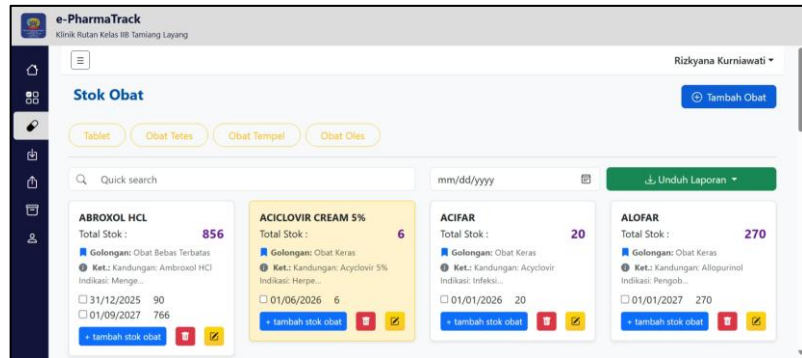 e-PharmaTrack
Klinik Rutan Kelas IIB Tamiang Layang
Rizkyana Kurniawati
Stok Obat
Tambah Obat
Tablet
Obat Tetes
Obat Tempel
Obat Oles
Quick search
mm/dd/yyyy
Unduh Laporan
ABROXOL HCL
Total Stok : 856
Golongan: Obat Bebas Terbatas
Ket.: Kandungan: Ambroxol HCl
Indikasi: Menge...
31/12/2025 90
01/09/2027 766
+ tambah stok obat
ACICLOVIR CREAM 5%
Total Stok : 6
Golongan: Obat Keras
Ket.: Kandungan: Acyclovir 5%
Indikasi: Herpe...
01/06/2026 6
+ tambah stok obat
ACIFAR
Total Stok : 20
Golongan: Obat Keras
Ket.: Kandungan: Acyclovir
Indikasi: Infeksi...
01/01/2026 20
+ tambah stok obat
ALOFAR
Total Stok : 270
Golongan: Obat Keras
Ket.: Kandungan: Allopurinol
Indikasi: Pengob...
01/01/2027 270
+ tambah stok obat